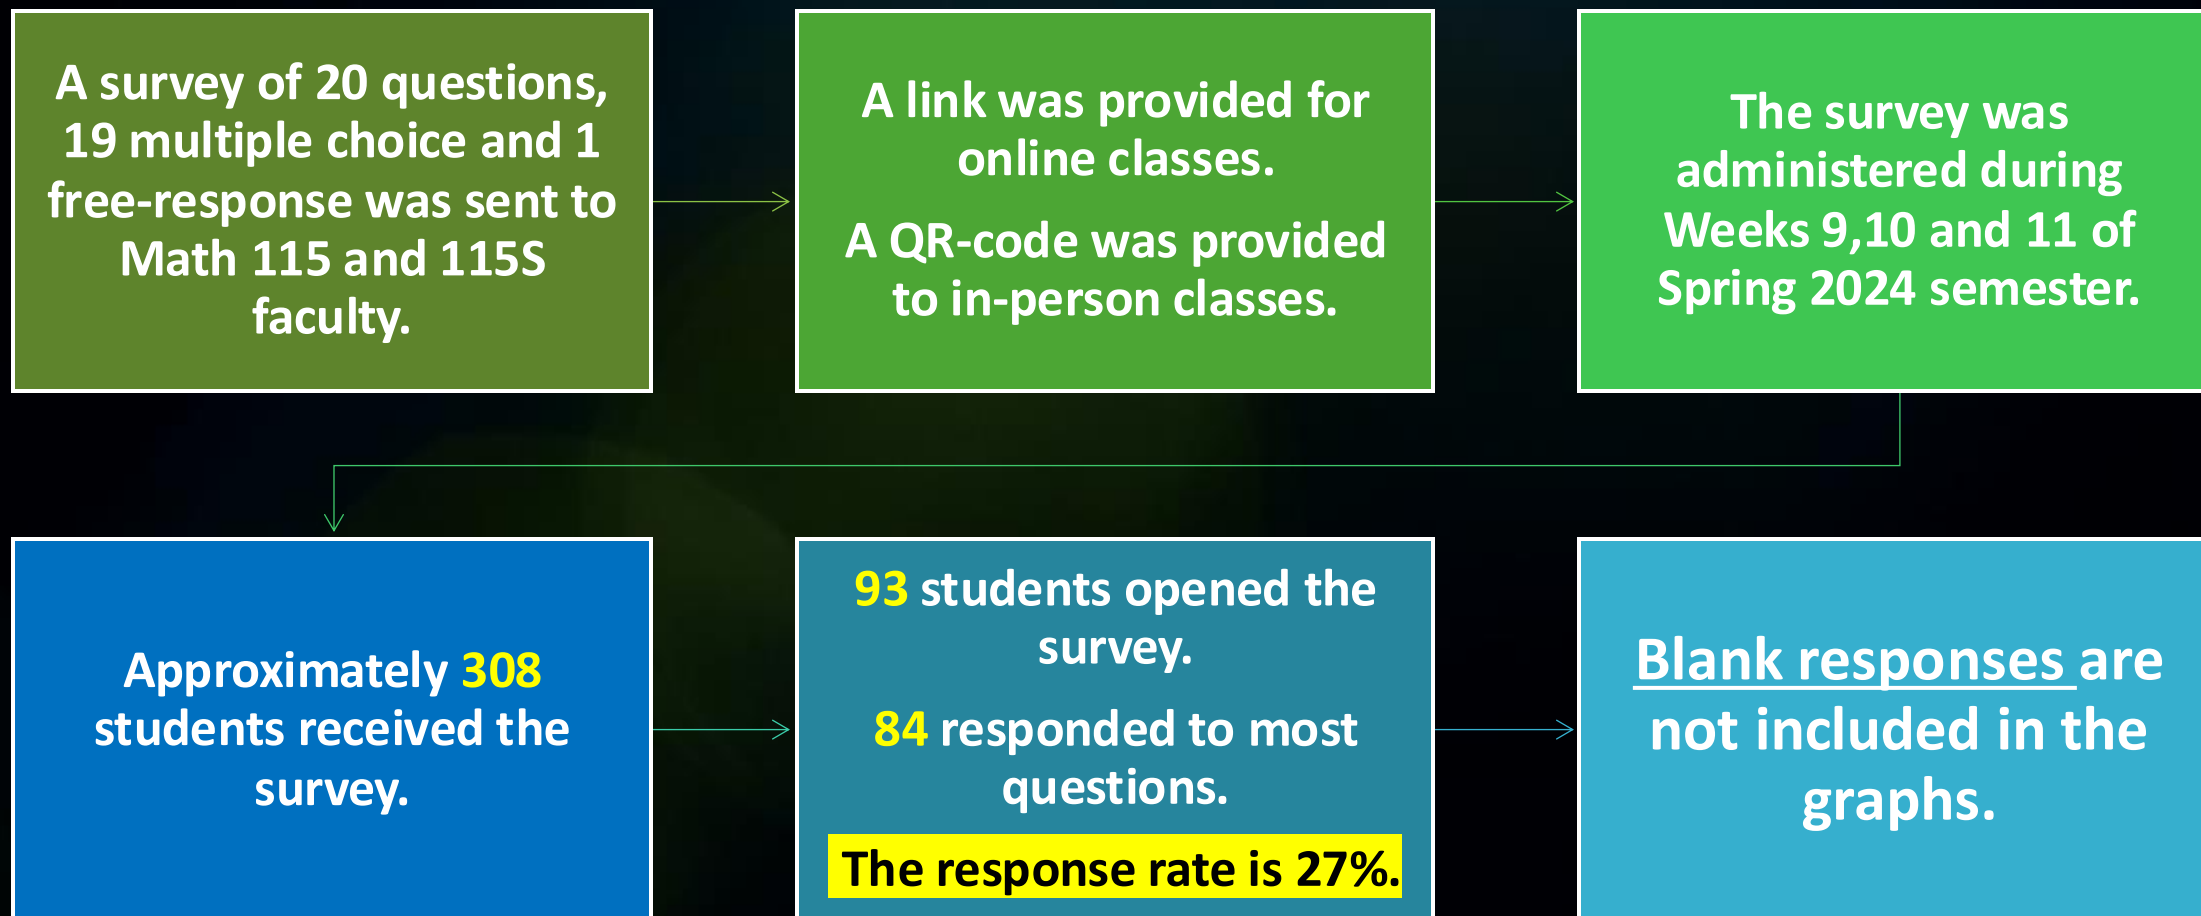 A survey of 20 questions,
19 multiple choice and 1
free-response was sent to
Math 115 and 115S
faculty.
A link was provided for
online classes.
A QR-code was provided
to in-person classes.
The survey was
administered during
Weeks 9,10 and 11 of
Spring 2024 semester.
Approximately 308
students received the
survey.
93 students opened the
survey.
84 responded to most
questions.
The response rate is 27%.
Blank responses are
not included in the
graphs.